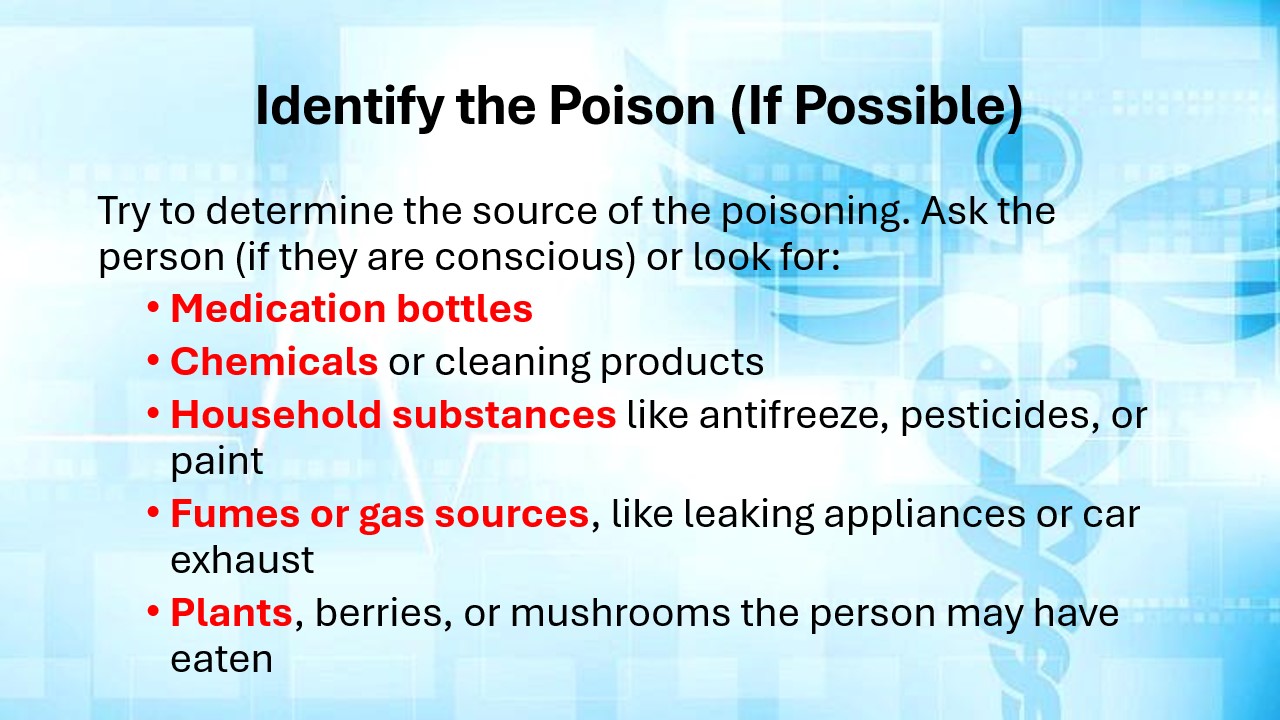 Identify the Poison (If Possible)
Try to determine the source of the poisoning. Ask the
person (if they are conscious) or look for:
• Medication bottles
• Chemicals or cleaning products
• Household substances like antifreeze, pesticides, or
paint
• Fumes or gas sources, like leaking appliances or car
exhaust
• Plants, berries, or mushrooms the person may have
eaten